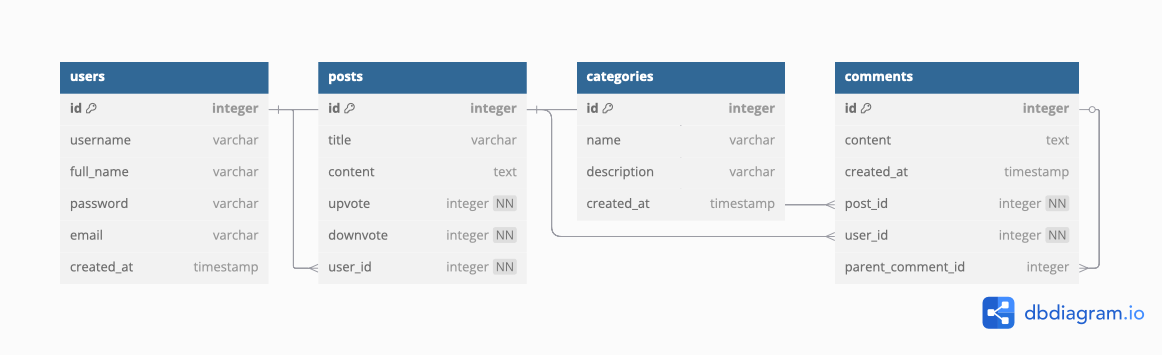 users
id integer
username varchar
full_name varchar
password varchar
email varchar
created_at timestamp
posts
id integer
title varchar
content text
upvote integer NN
downvote integer NN
user_id integer NN
categories
id integer
name varchar
description varchar
created_at timestamp
comments
id integer
content text
created_at timestamp
post_id integer NN
user_id integer NN
parent_comment_id integer
dbdiagram.io